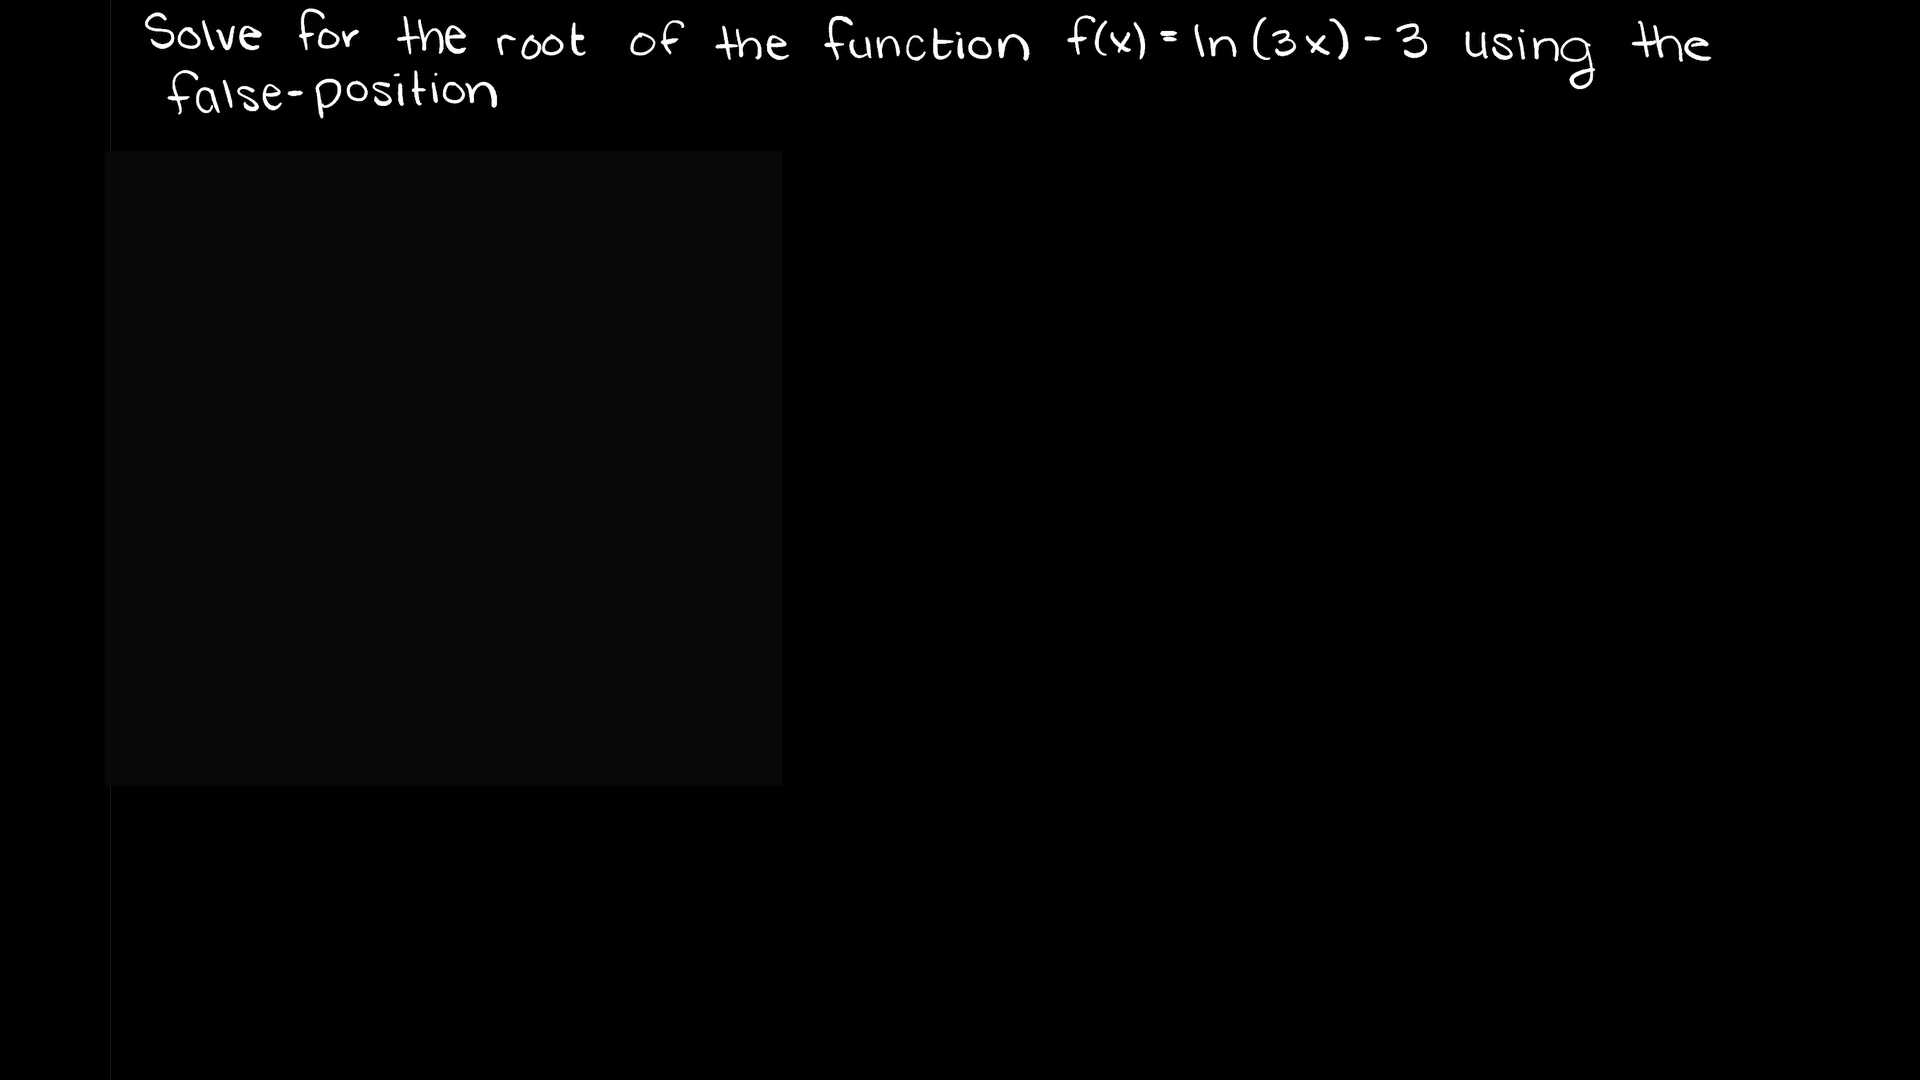 Solve for the root of the function f(x) = ln (3x) - 3 using the
false-position